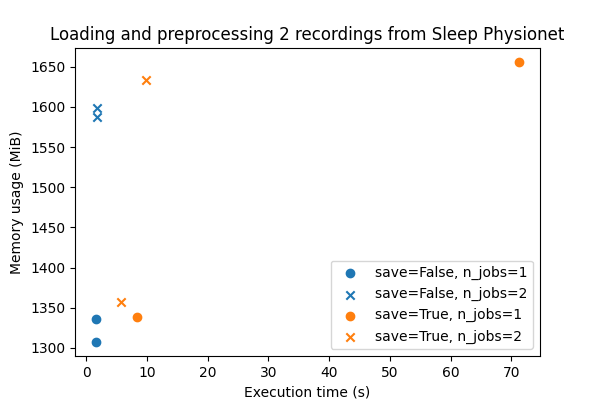 Loading and preprocessing 2 recordings from Sleep Physionet
Memory usage (MiB)
1650
1600
1550
1500
1450
1400
1350
1300
0 10 20 30 40 50 60 70
Execution time (s)
save=False, n_jobs=1
save=False, n_jobs=2
save=True, n_jobs=1
save=True, n_jobs=2